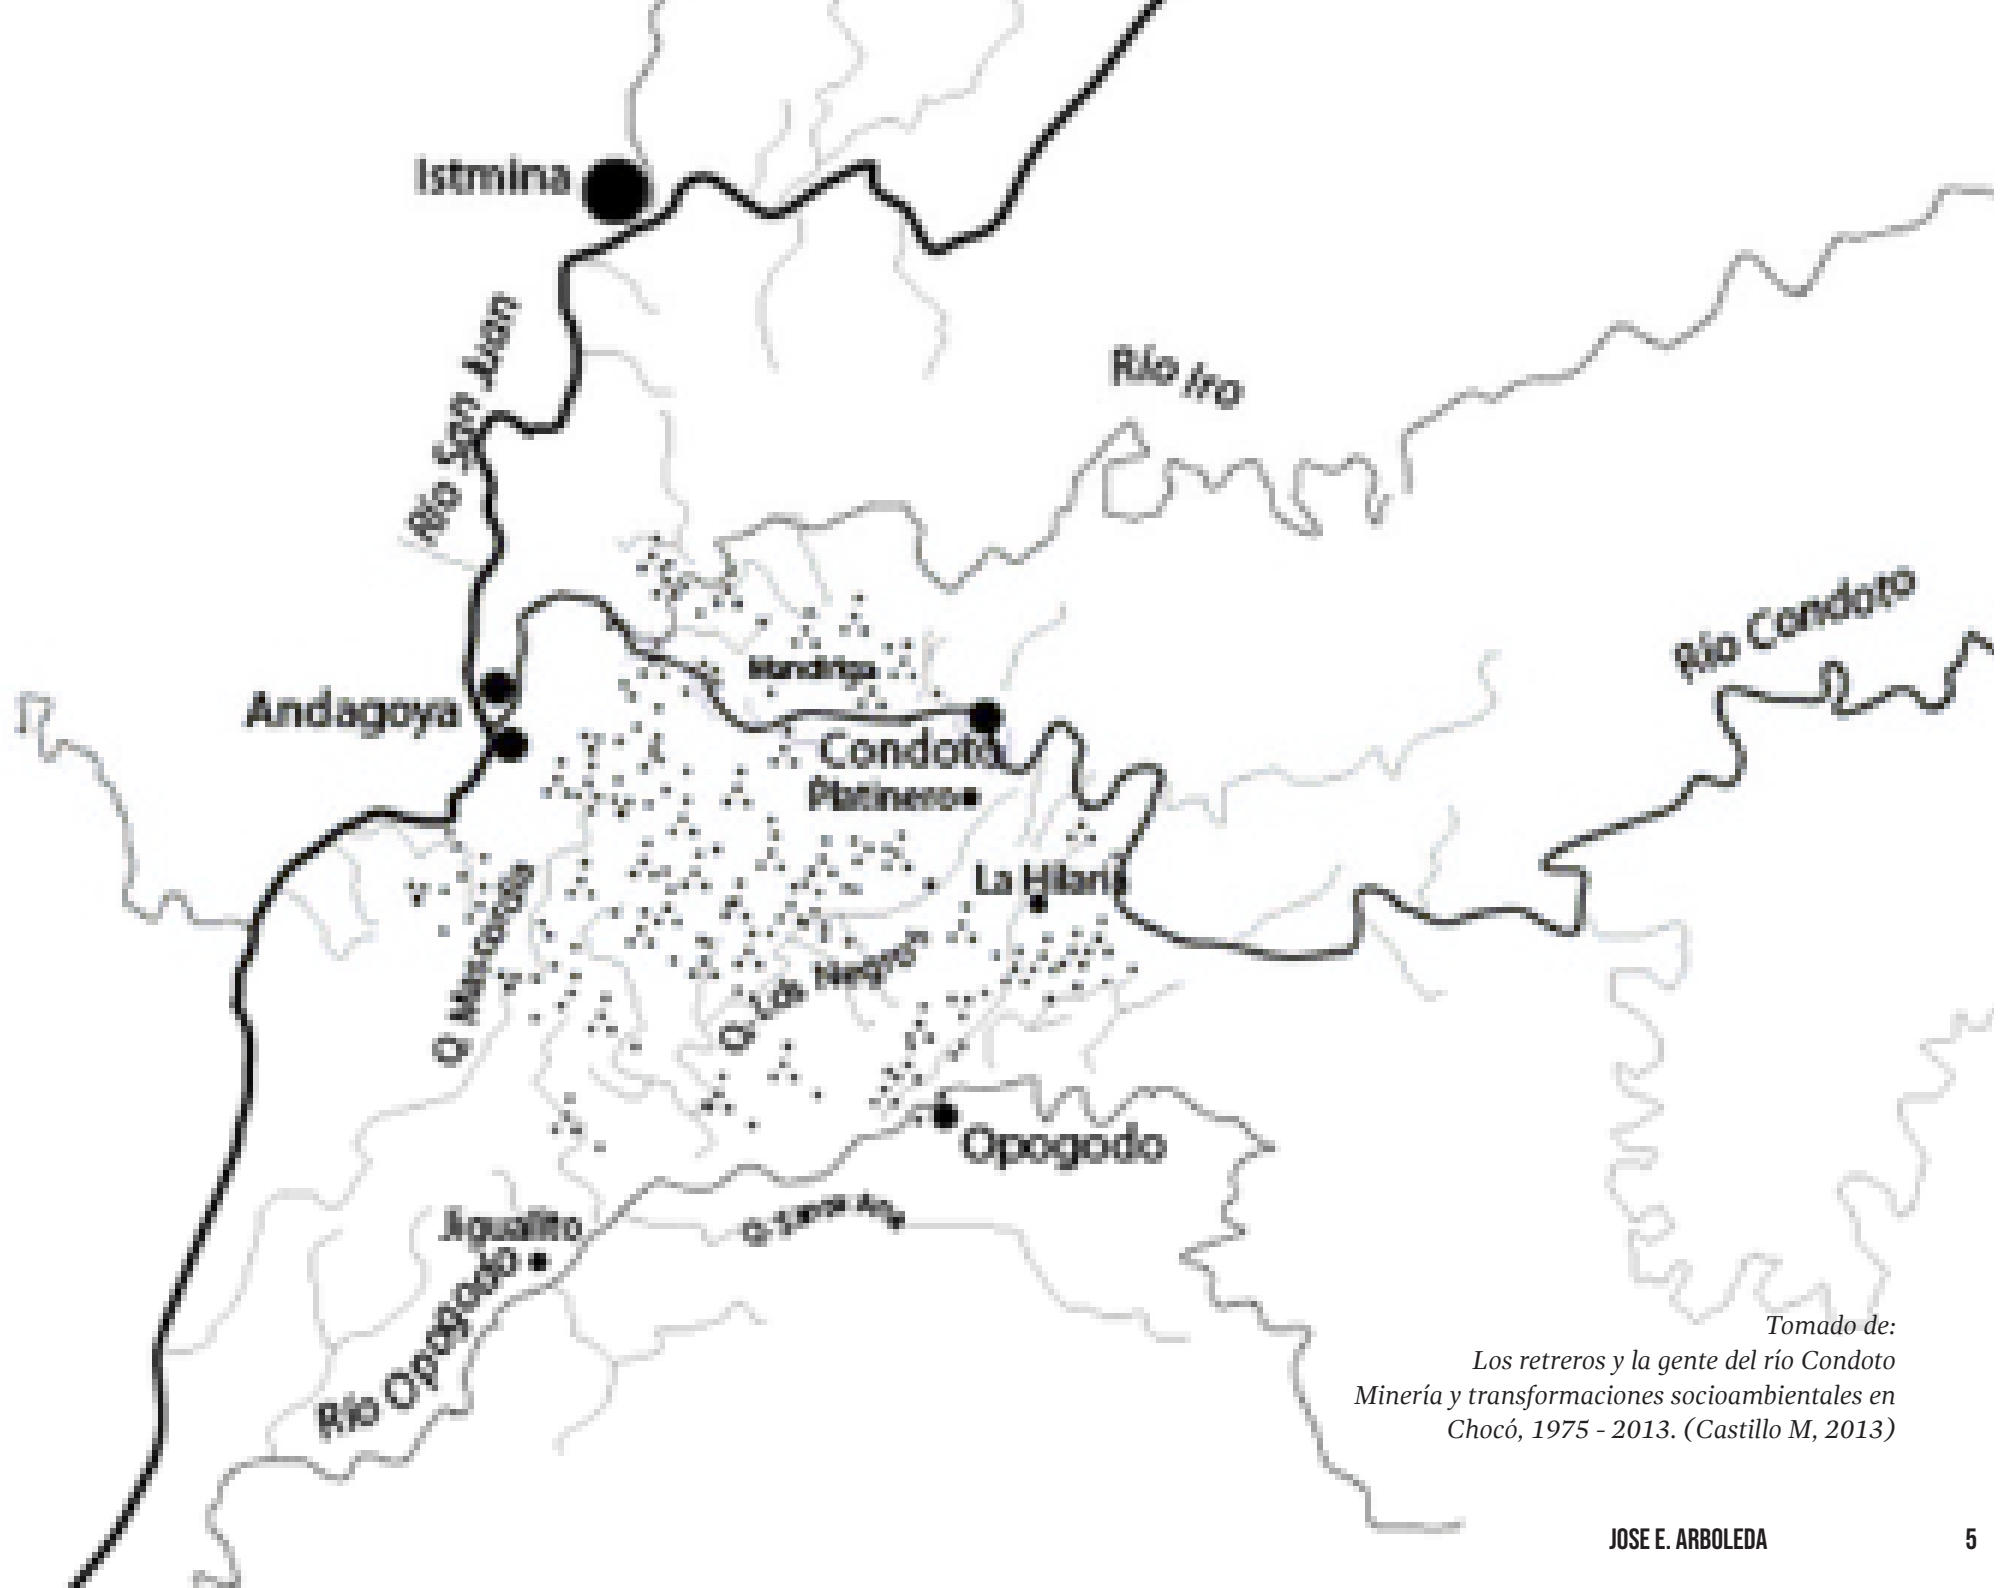 Istmina
Río San Juan
Río Iro
Río Condoto
Mandinga
Andagoya
Condoto
Platinero
La Hilaria
Q
Q Los Negros
Opogodo
Q Santa Ana
Jigualito
Río Opogodo
Tomado de:
Los retreros y la gente del río Condoto
Minería y transformaciones socioambientales en
Chocó, 1975 - 2013. (Castillo M, 2013)
JOSE E. ARBOLEDA 5